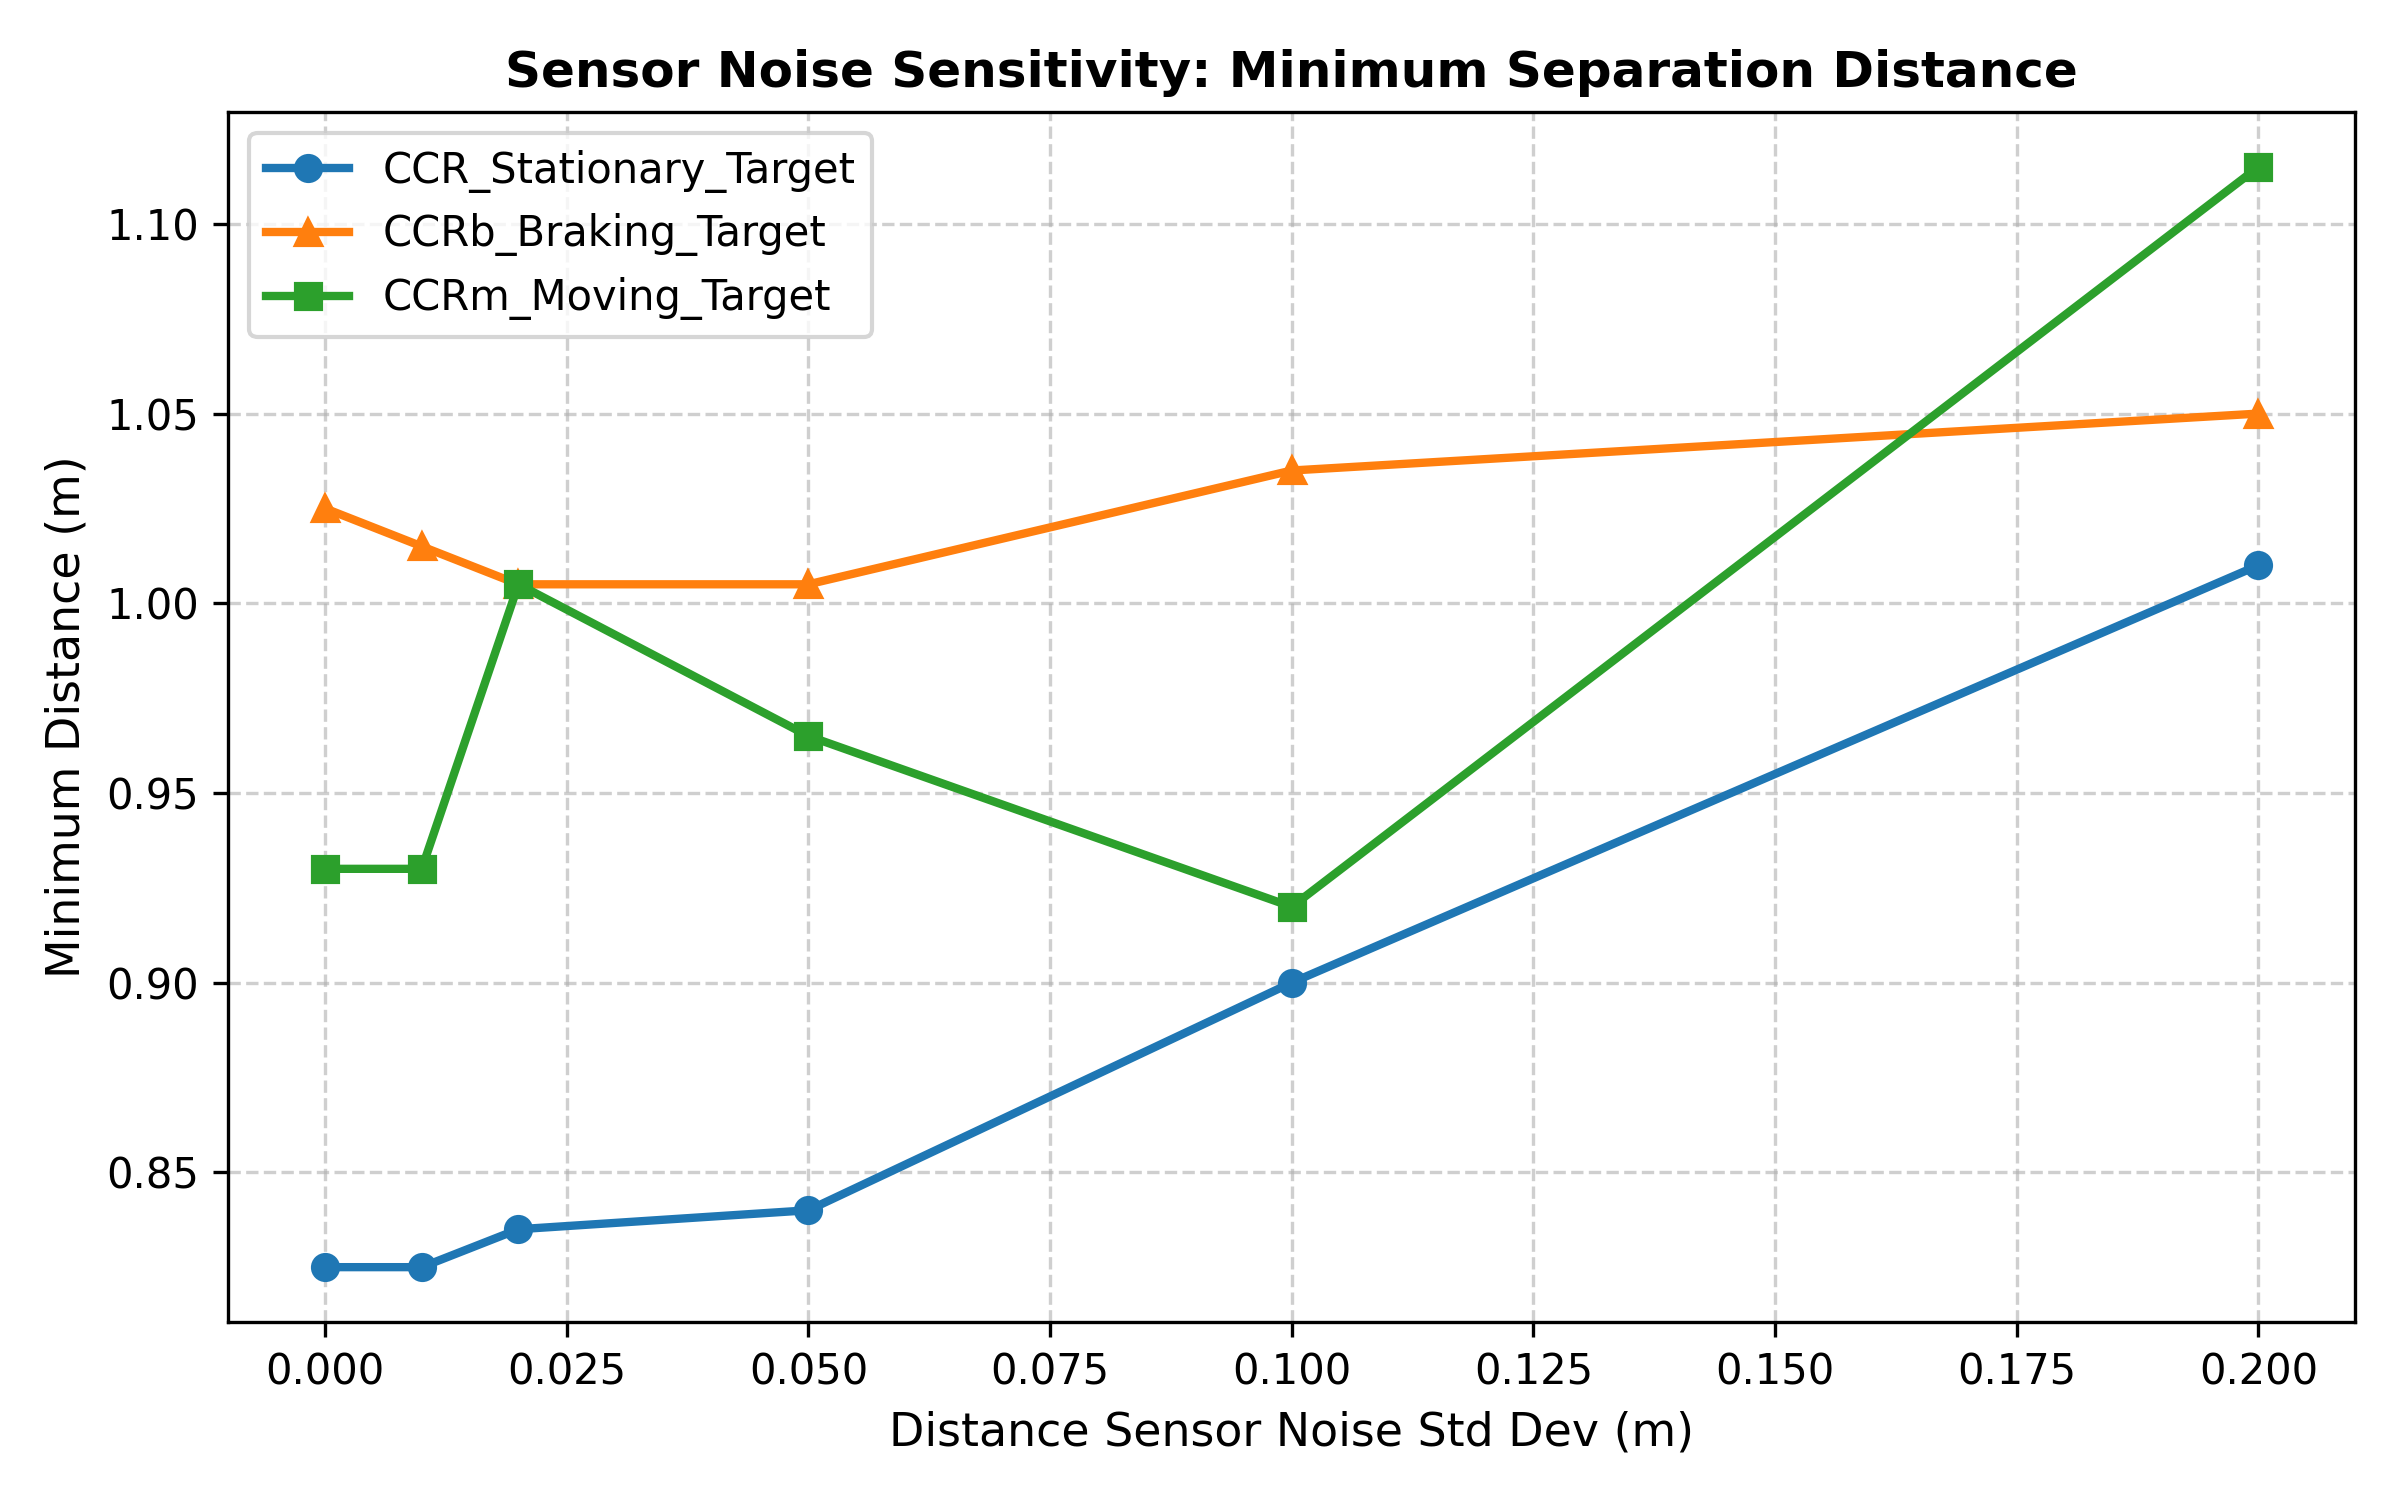 Sensor Noise Sensitivity: Minimum Separation Distance
CCR_Stationary_Target
CCRb_Braking_Target
CCRm_Moving_Target
1.10
1.05
1.00
0.95
0.90
0.85
Minimum Distance (m)
0.000 0.025 0.050 0.075 0.100 0.125 0.150 0.175 0.200
Distance Sensor Noise Std Dev (m)